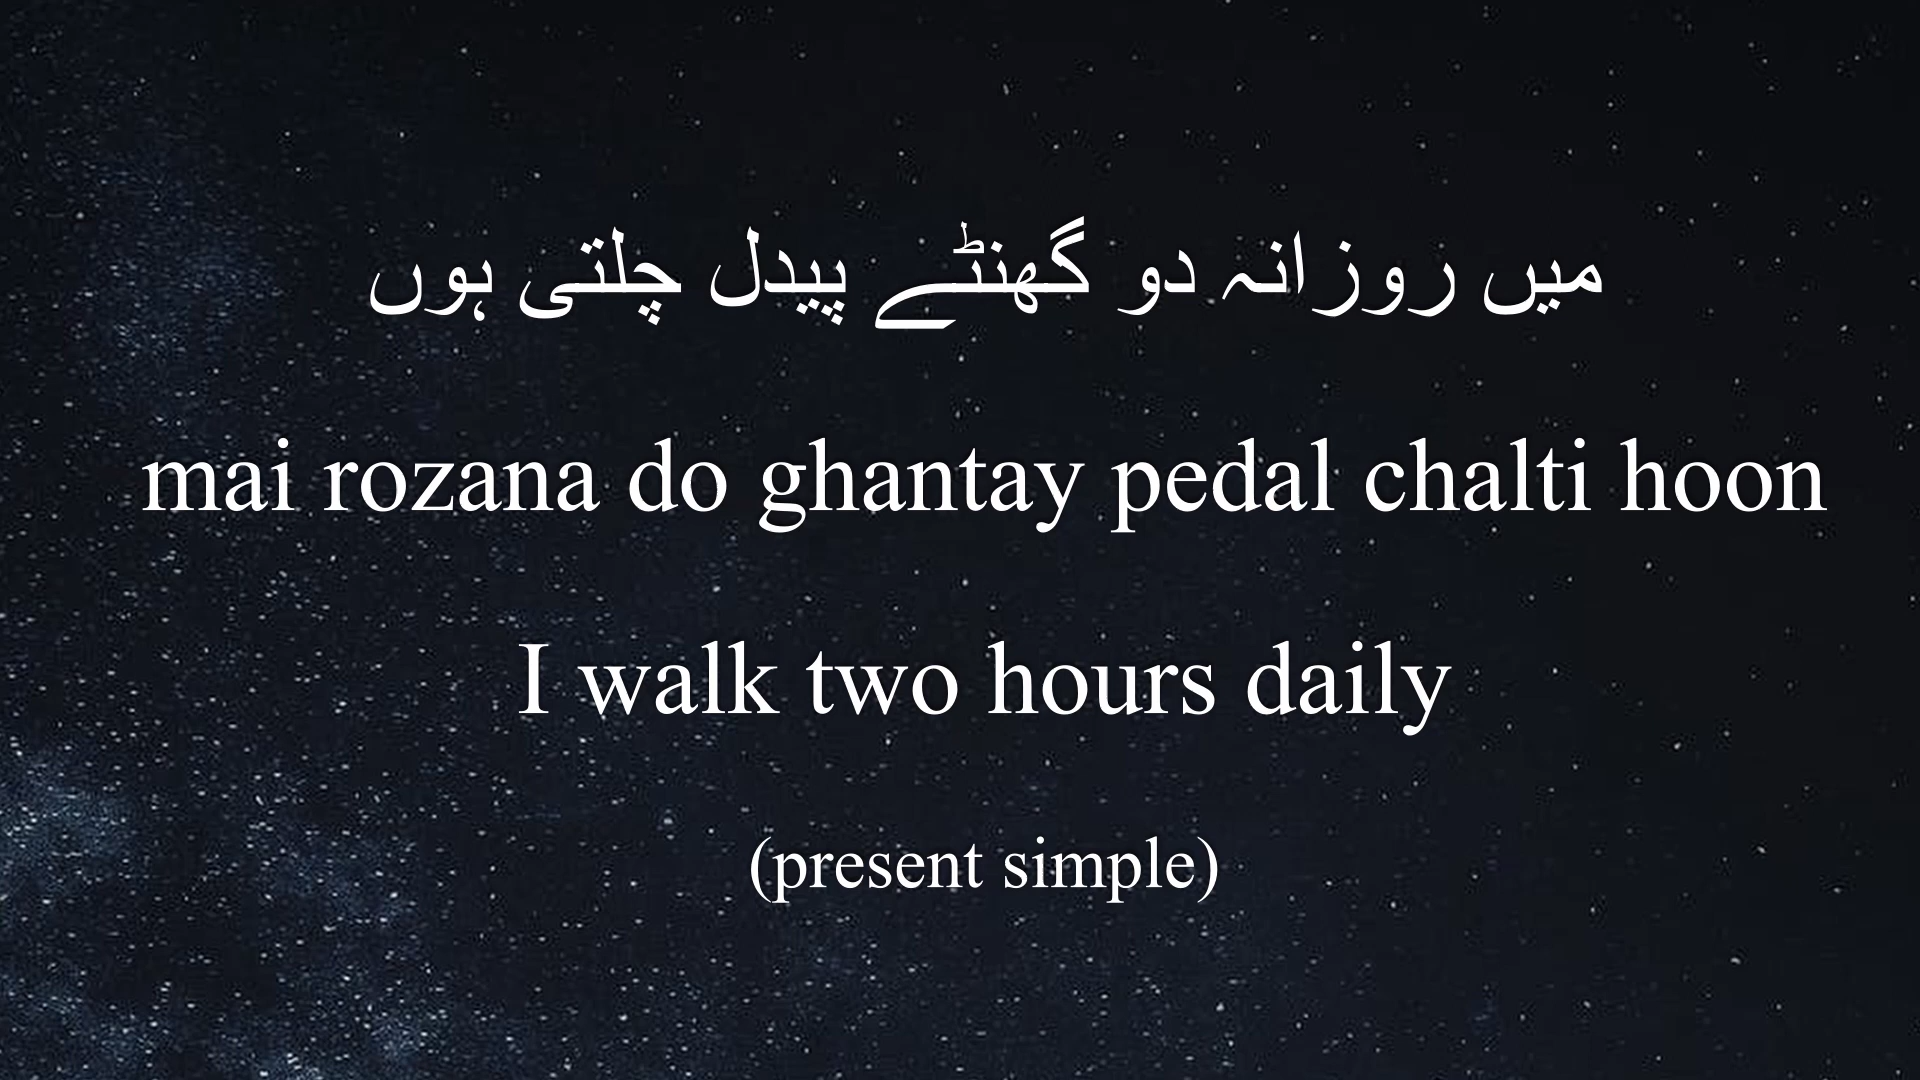 میں روزانہ دو گھنٹے پیدل چلتی ہوں
mai rozana do ghantay pedal chalti hoon
I walk two hours daily
(present simple)